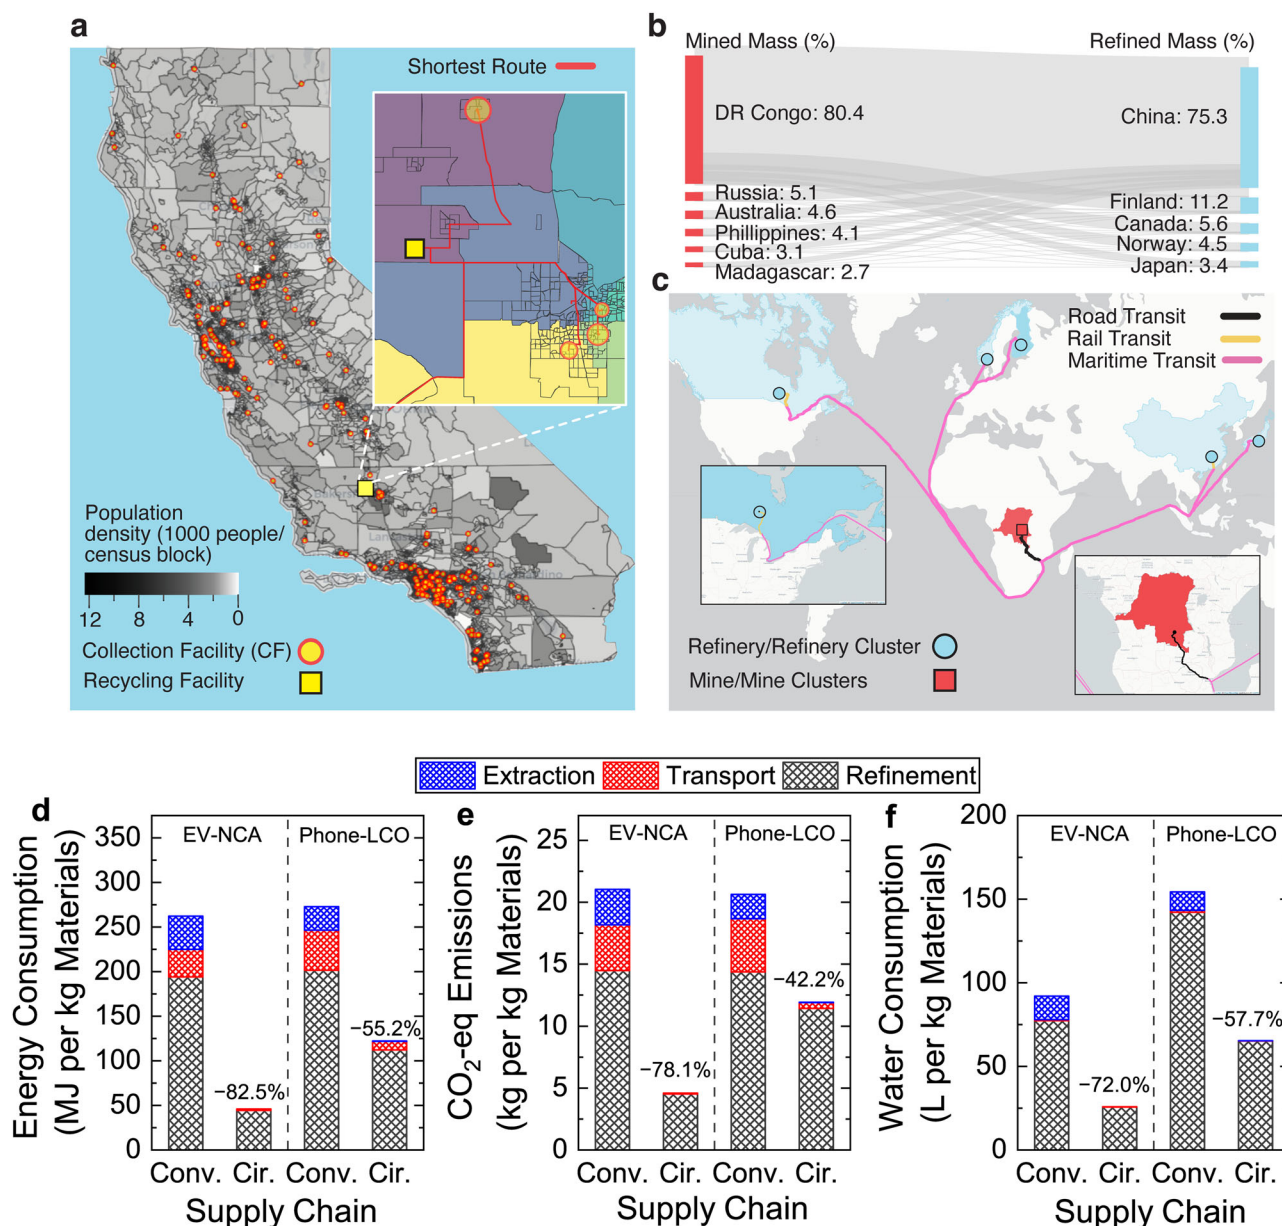 a
Shortest Route
Population
density (1000 people/
census block)
12 8 4 0
Collection Facility (CF)
Recycling Facility
b
Mined Mass (%)
Refined Mass (%)
DR Congo: 80.4
China: 75.3
Russia: 5.1
Australia: 4.6
Phillippines: 4.1
Cuba: 3.1
Madagascar: 2.7
Finland: 11.2
Canada: 5.6
Norway: 4.5
Japan: 3.4
c
Road Transit
Rail Transit
Maritime Transit
Refinery/Refinery Cluster
Mine/Mine Clusters
Extraction Transport Refinement
d
Energy Consumption
(MJ per kg Materials)
350
300
250
200
150
100
50
0
EV-NCA
Phone-LCO
−82.5%
−55.2%
Conv. Cir. Conv. Cir.
Supply Chain
e
CO2-eq Emissions
(kg per kg Materials)
25
20
15
10
5
0
EV-NCA
Phone-LCO
−78.1%
−42.2%
Conv. Cir. Conv. Cir.
Supply Chain
f
Water Consumption
(L per kg Materials)
200
150
100
50
0
EV-NCA
Phone-LCO
−72.0%
−57.7%
Conv. Cir. Conv. Cir.
Supply Chain